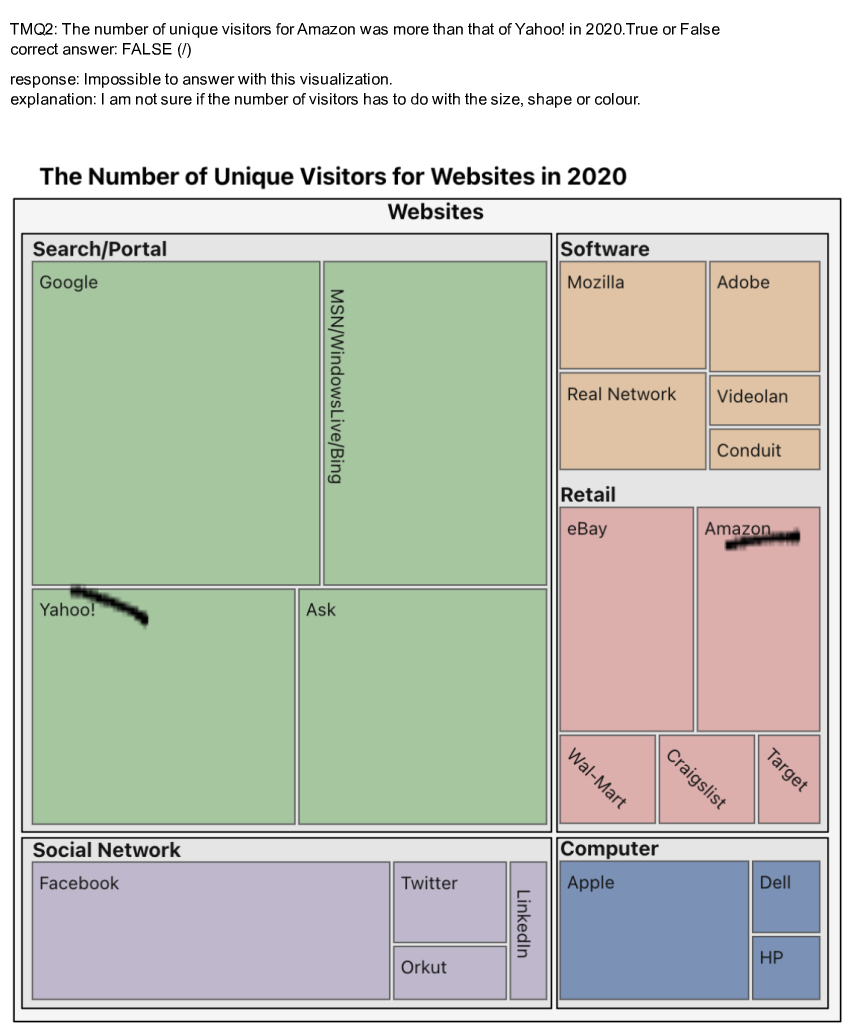 TMQ2: The number of unique visitors for Amazon was more than that of Yahoo! in 2020.True or False
correct answer: FALSE (/)
response: Impossible to answer with this visualization.
explanation: I am not sure if the number of visitors has to do with the size, shape or colour.
The Number of Unique Visitors for Websites in 2020
Websites
Search/Portal
Google
MSN/WindowsLive/Bing
Yahoo!
Ask
Software
Mozilla
Adobe
Real Network
Videolan
Conduit
Retail
eBay
Amazon
Wal-Mart
Craigslist
Target
Social Network
Facebook
Twitter
LinkedIn
Orkut
Computer
Apple
Dell
HP